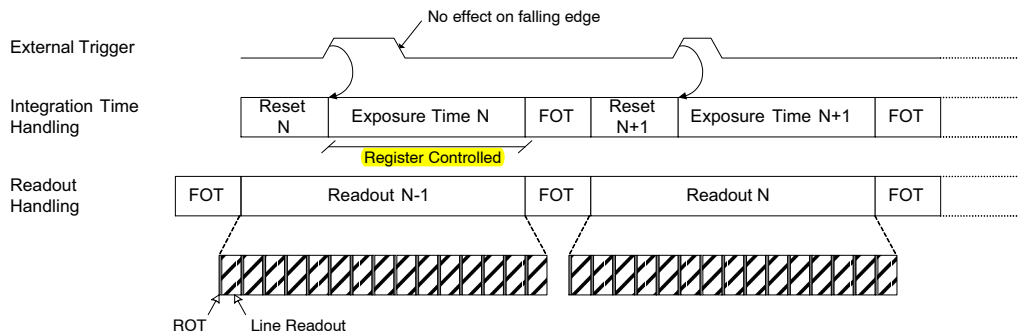 No effect on falling edge
External Trigger
Integration Time
Handling
Reset
N
Exposure Time N
FOT
Reset
N+1
Exposure Time N+1
FOT
Register Controlled
Readout
Handling
FOT
Readout N-1
FOT
Readout N
FOT
ROT
Line Readout